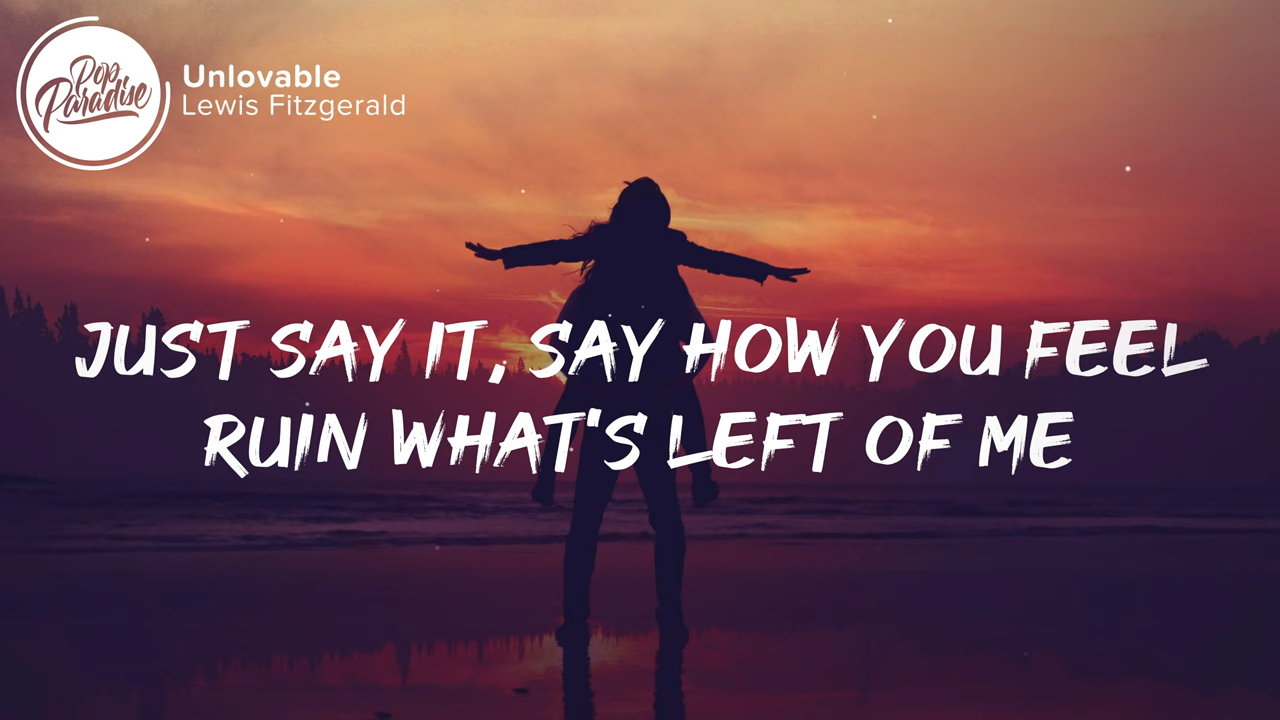 Pop
Paradise
Unlovable
Lewis Fitzgerald
JUST SAY IT, SAY HOW YOU FEEL
RUIN WHAT'S LEFT OF ME